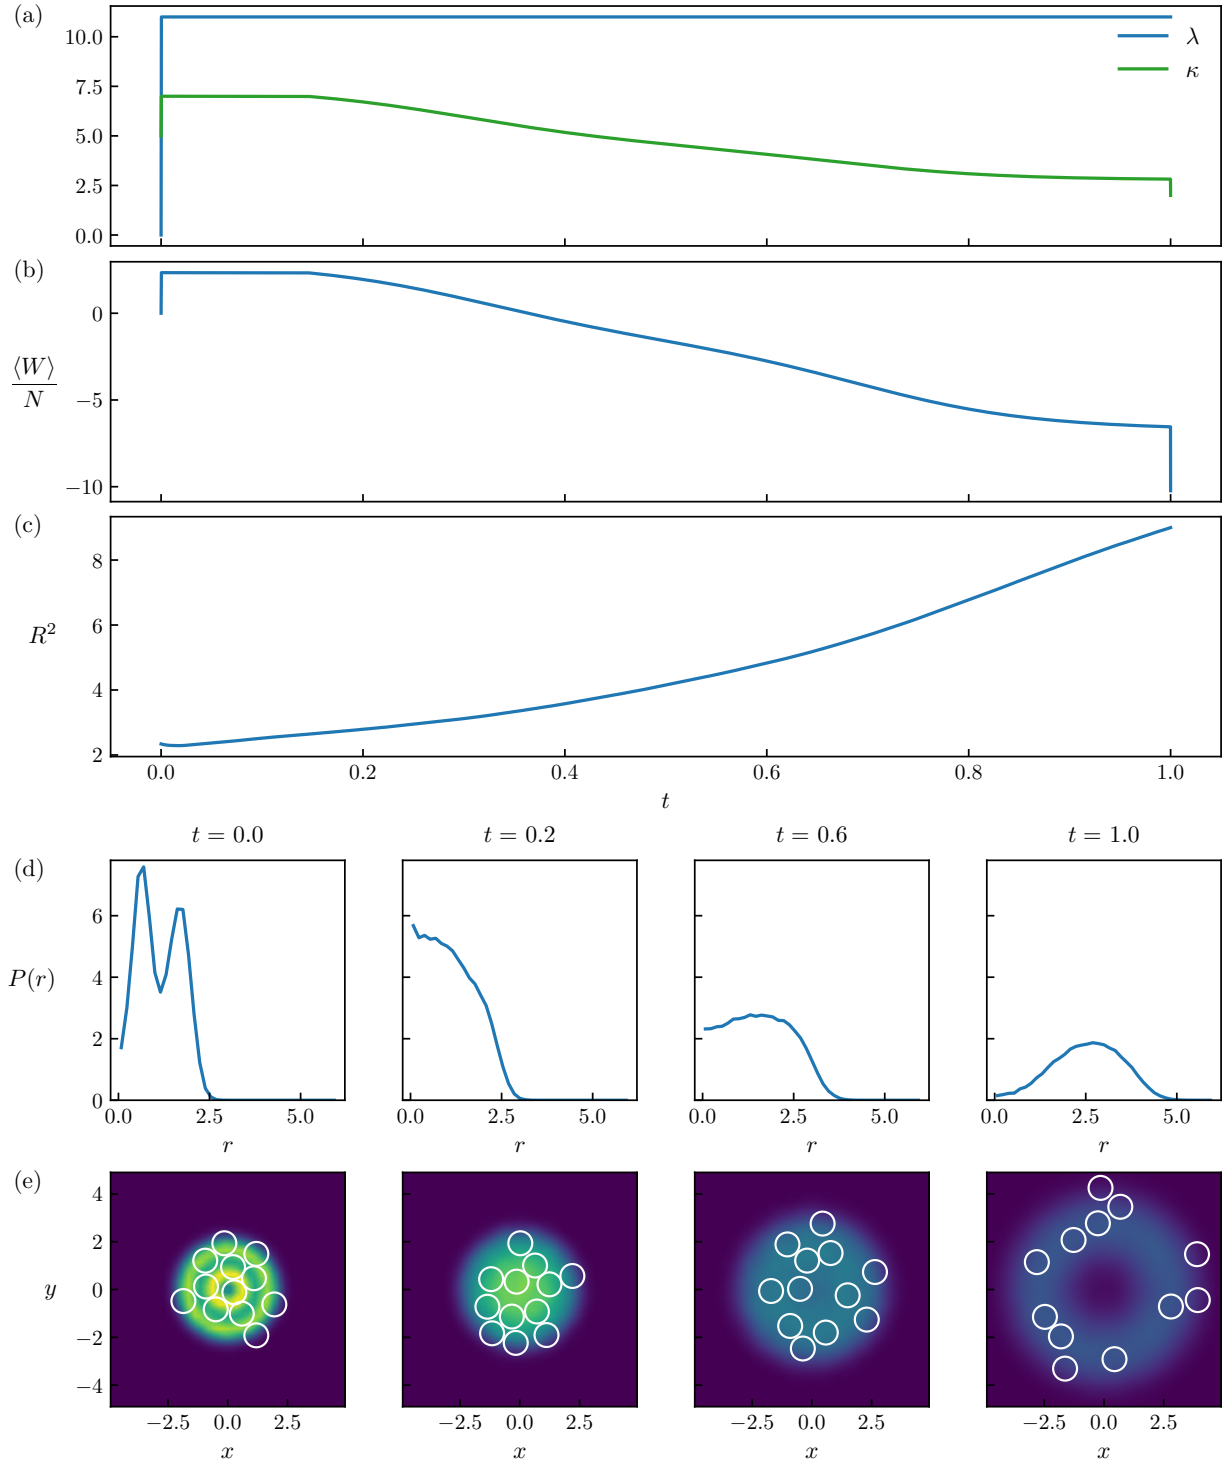 (a)
10.0
7.5
5.0
2.5
0.0
λ
κ
(b)
0
−5
−10
⟨W⟩
N
(c)
8
6
4
2
R²
0.0 0.2 0.4 0.6 0.8 1.0
t
t = 0.0 t = 0.2 t = 0.6 t = 1.0
(d)
6
4
2
0
P(r)
0.0 2.5 5.0 0.0 2.5 5.0 0.0 2.5 5.0 0.0 2.5 5.0
r r r r
(e)
4
2
0
−2
−4
y
−2.5 0.0 2.5 −2.5 0.0 2.5 −2.5 0.0 2.5 −2.5 0.0 2.5
x x x x